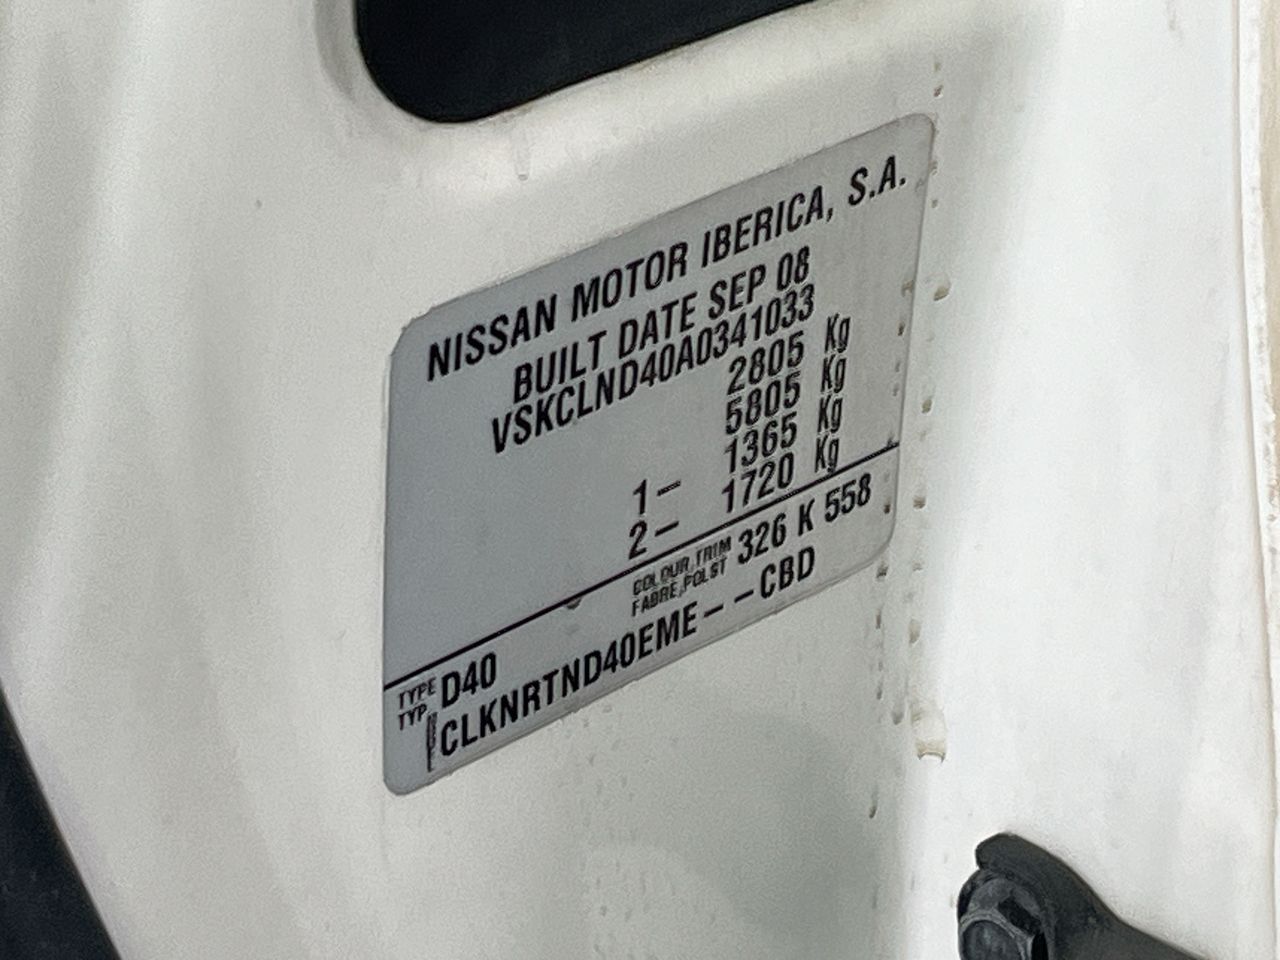 NISSAN MOTOR IBERICA, S.A.
BUILT DATE SEP 08
VSKCLND40A0341033
2805 Kg
5805 Kg
1- 1365 Kg
2- 1720 Kg
COLOUR,TRIM
FABRE,POLST
326 K 558
TYPE
TYP.
D40
CLKNRTND40EME--CBD